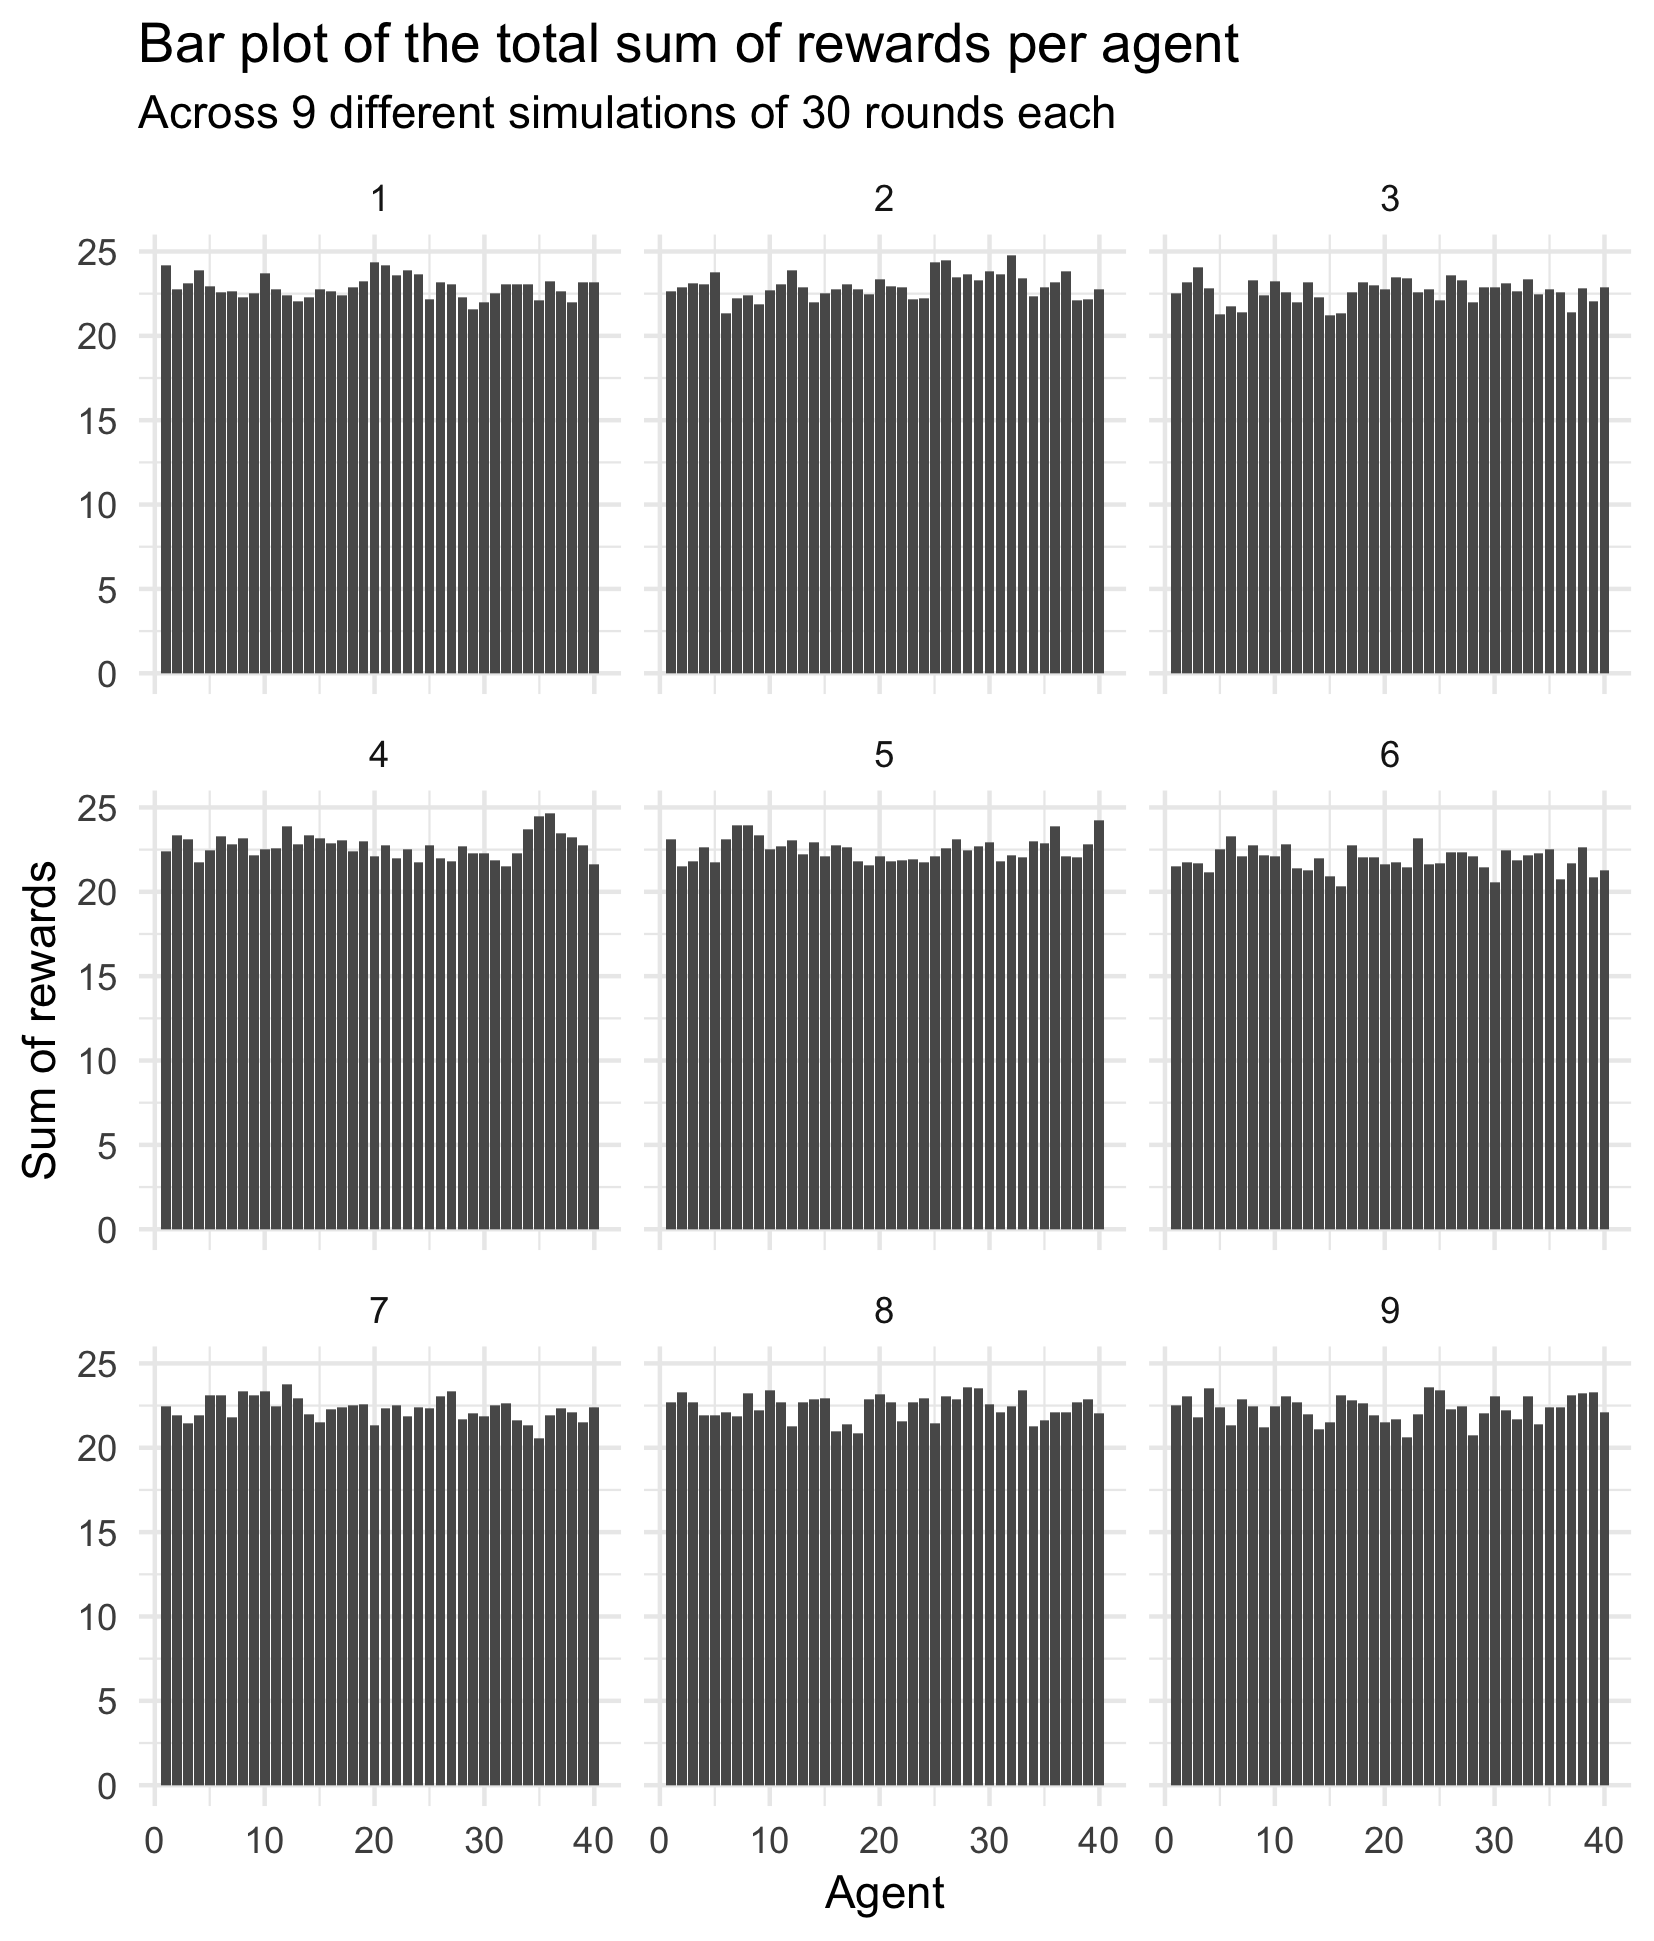 Bar plot of the total sum of rewards per agent
Across 9 different simulations of 30 rounds each
1 2 3
25
20
15
10
5
0
4 5 6
25
20
15
10
5
0
7 8 9
25
20
15
10
5
0
0 10 20 30 40 0 10 20 30 40 0 10 20 30 40
Sum of rewards
Agent